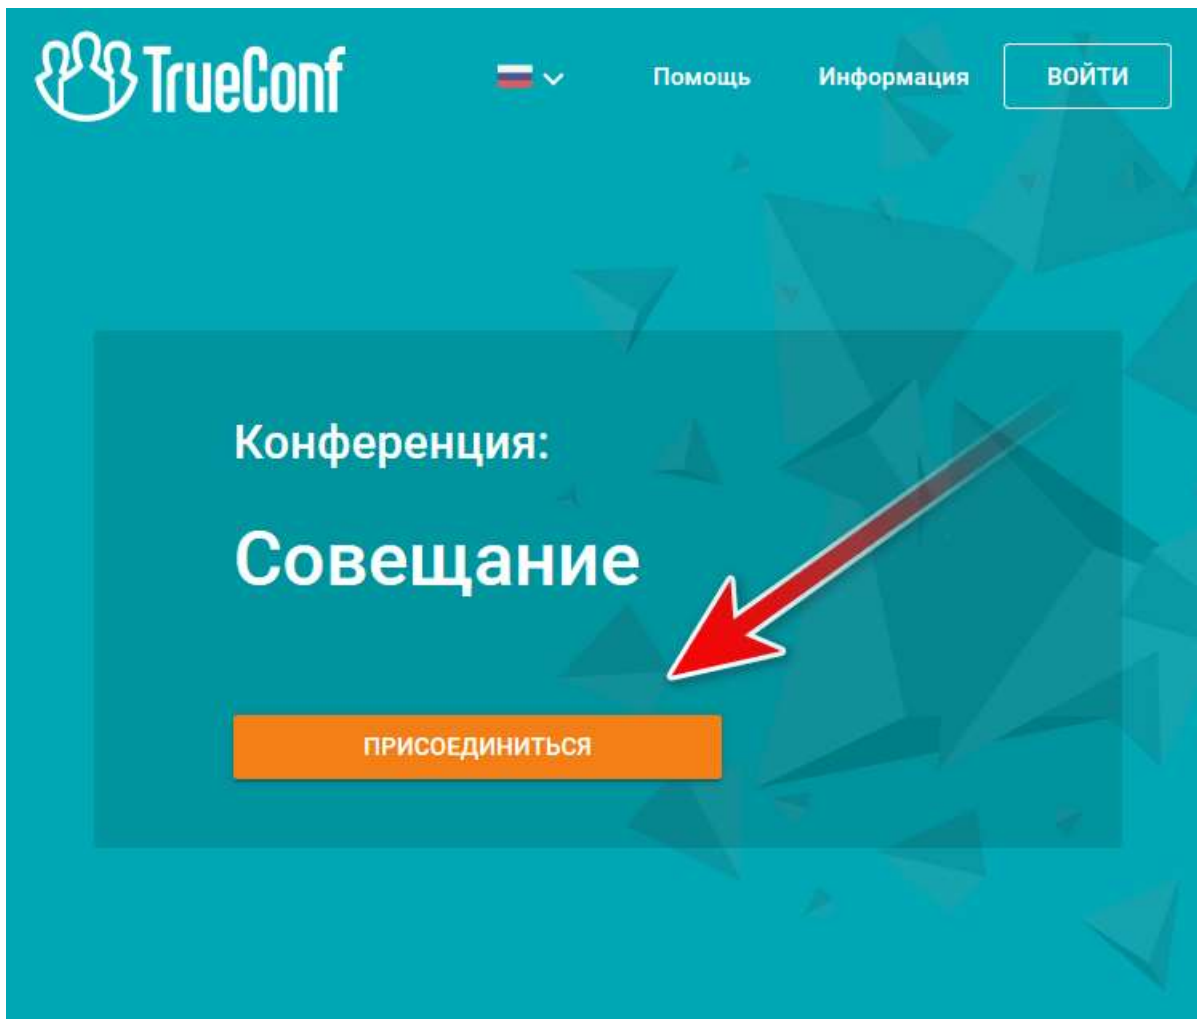 TrueConf
Помощь
Информация
ВОЙТИ
Конференция:
Совещание
ПРИСОЕДИНИТЬСЯ